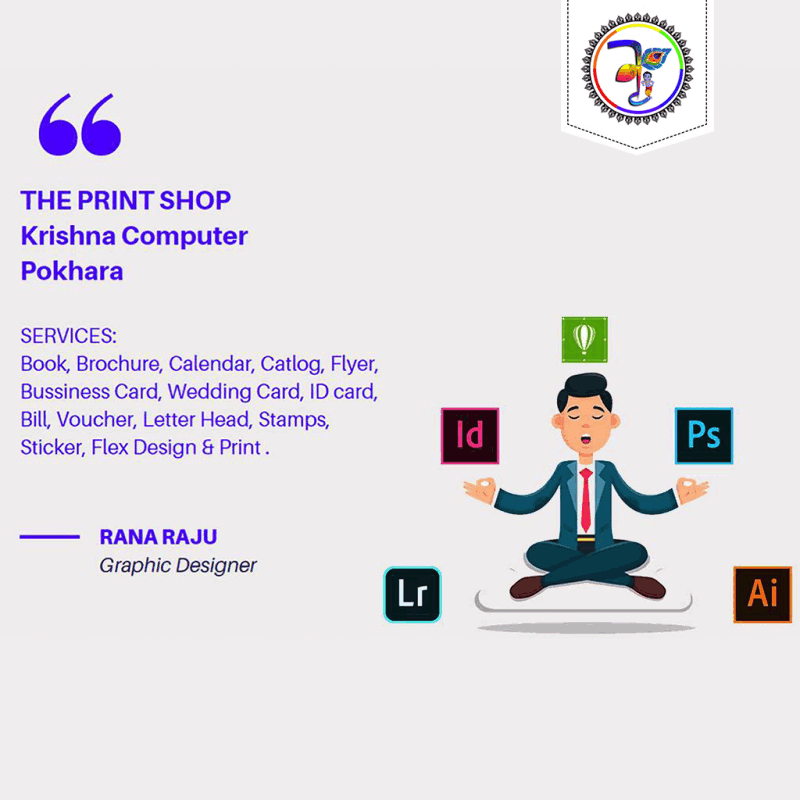 THE PRINT SHOP
Krishna Computer
Pokhara
SERVICES:
Book, Brochure, Calendar, Catlog, Flyer,
Bussiness Card, Wedding Card, ID card,
Bill, Voucher, Letter Head, Stamps,
Sticker, Flex Design & Print .
RANA RAJU
Graphic Designer
Id
Ps
Lr
Ai